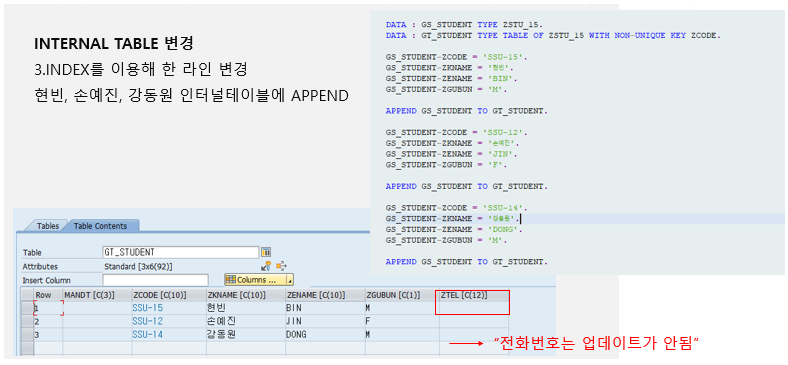 INTERNAL TABLE 변경
3.INDEX를 이용해 한 라인 변경
현빈, 손예진, 강동원 인터널테이블에 APPEND
DATA : GS_STUDENT TYPE ZSTU_15.
DATA : GT_STUDENT TYPE TABLE OF ZSTU_15 WITH NON-UNIQUE KEY ZCODE.
GS_STUDENT-ZCODE = 'SSU-15'.
GS_STUDENT-ZKNAME = '현빈'.
GS_STUDENT-ZENAME = 'BIN'.
GS_STUDENT-ZGUBUN = 'M'.
APPEND GS_STUDENT TO GT_STUDENT.
GS_STUDENT-ZCODE = 'SSU-12'.
GS_STUDENT-ZKNAME = '손예진'.
GS_STUDENT-ZENAME = 'JIN'.
GS_STUDENT-ZGUBUN = 'F'.
APPEND GS_STUDENT TO GT_STUDENT.
GS_STUDENT-ZCODE = 'SSU-14'.
GS_STUDENT-ZKNAME = '강동원'.
GS_STUDENT-ZENAME = 'DONG'.
GS_STUDENT-ZGUBUN = 'M'.
APPEND GS_STUDENT TO GT_STUDENT.
Tables Table Contents
Table GT_STUDENT
Attributes Standard [3x6(92)]
Insert Column Columns ...
Row MANDT [C(3)] ZCODE [C(10)] ZKNAME [C(10)] ZENAME [C(10)] ZGUBUN [C(1)] ZTEL [C(12)]
1 SSU-15 현빈 BIN M
2 SSU-12 손예진 JIN F
3 SSU-14 강동원 DONG M
“전화번호는 업데이트가 안됨”